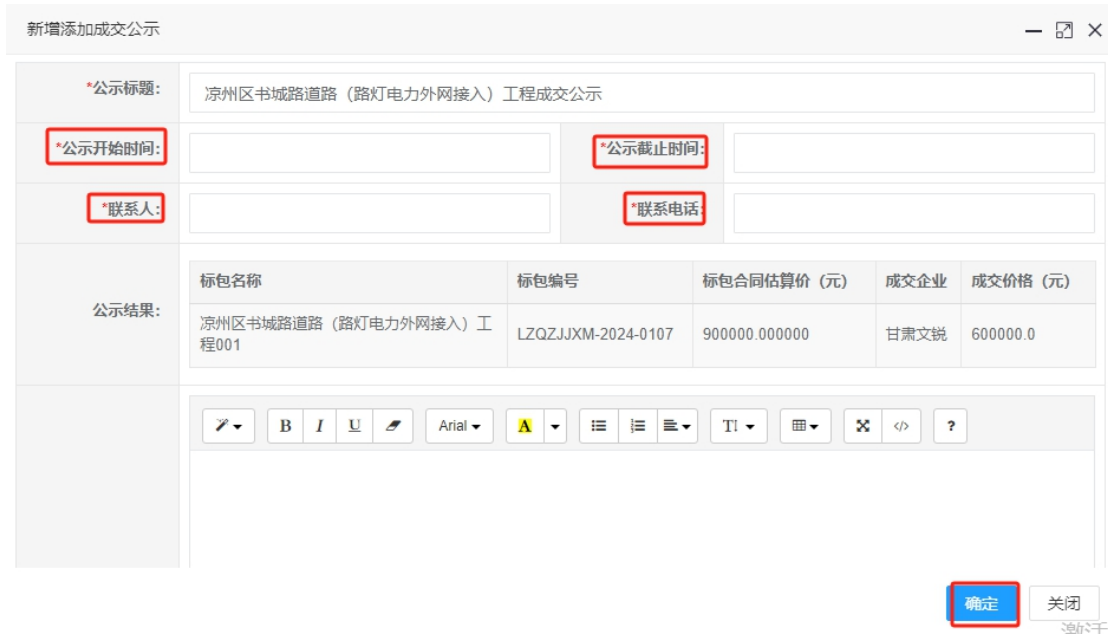 新增添加成交公示
*公示标题：
凉州区书城路道路（路灯电力外网接入）工程成交公示
*公示开始时间：
*公示截止时间：
*联系人：
*联系电话：
公示结果：
标包名称 标包编号 标包合同估算价（元） 成交企业 成交价格（元）
凉州区书城路道路（路灯电力外网接入）工
程001
LZQZJJXM-2024-0107 900000.000000 甘肃文锐 600000.0
B I U Arial A TI </> ?
确定 关闭
激活